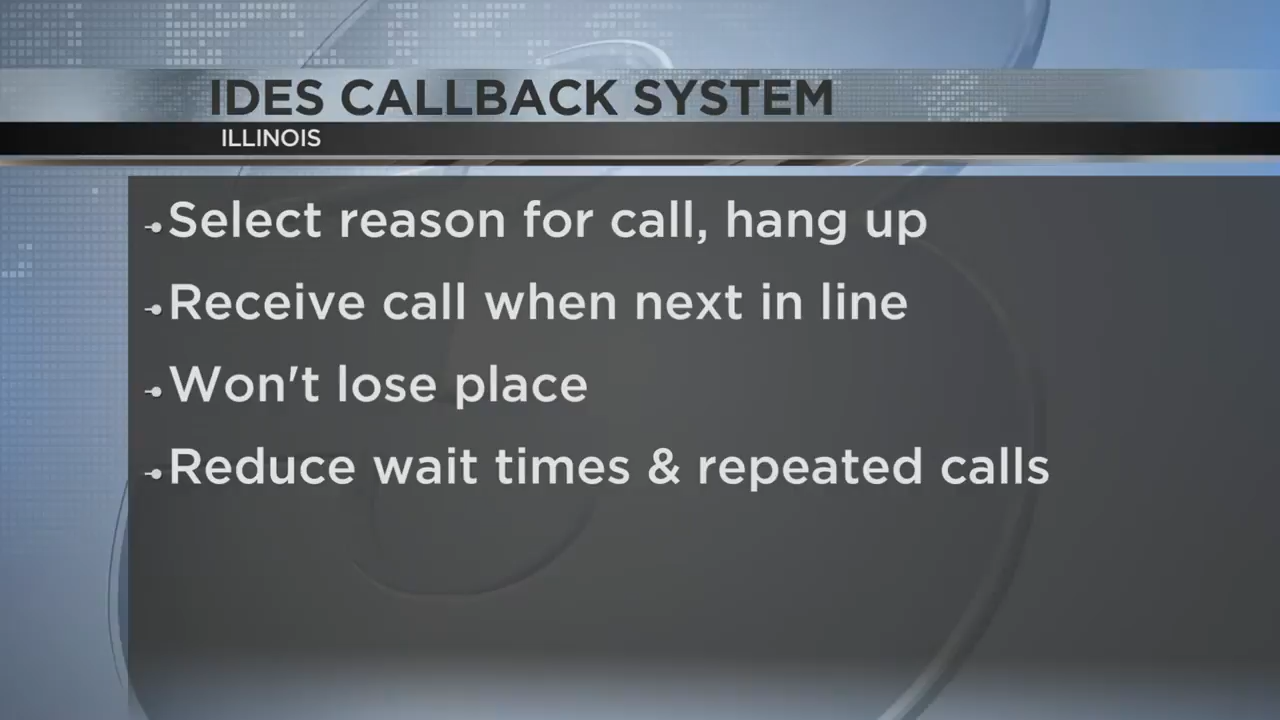 IDES CALLBACK SYSTEM
ILLINOIS
Select reason for call, hang up
Receive call when next in line
Won't lose place
Reduce wait times & repeated calls